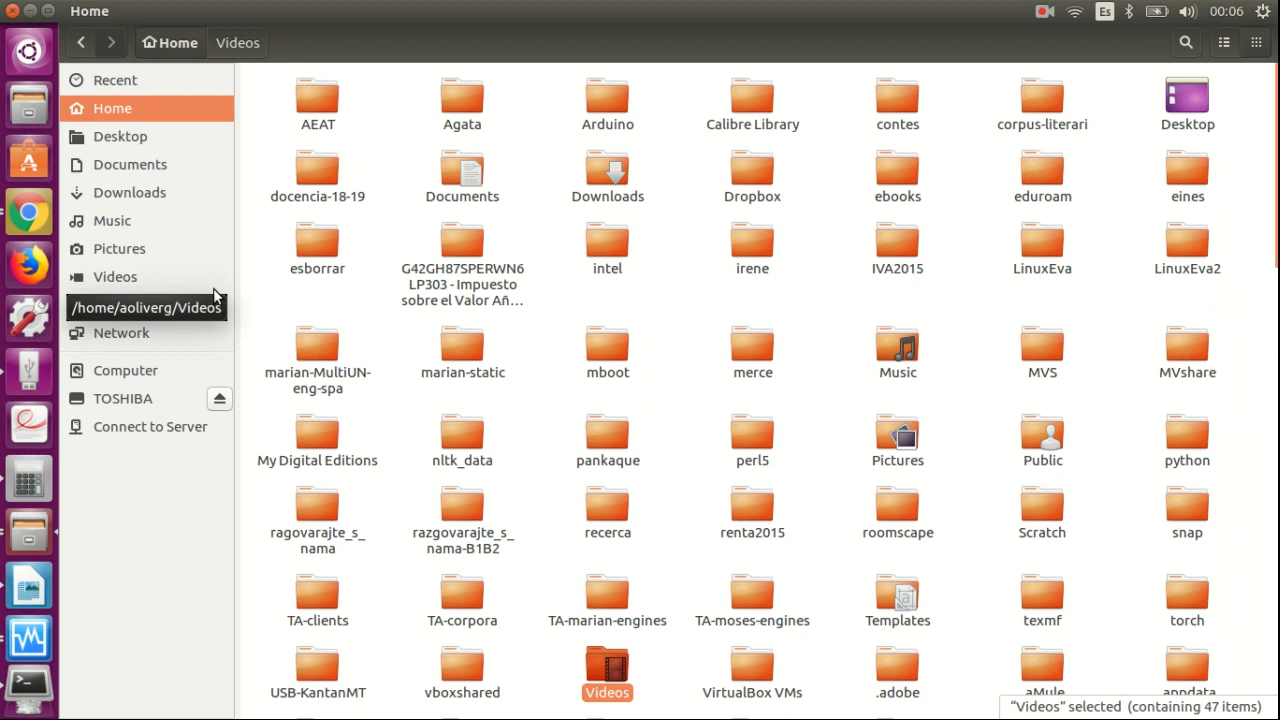 Home
Es
00:06
Home
Videos
Recent
Home
Desktop
Documents
Downloads
Music
Pictures
Videos
/home/aoliverg/Videos
Network
Computer
TOSHIBA
Connect to Server
AEAT
Agata
Arduino
Calibre Library
contes
corpus-literari
Desktop
docencia-18-19
Documents
Downloads
Dropbox
ebooks
eduroam
eines
esborrar
G42GH87SPERWN6
LP303 - Impuesto
sobre el Valor Añ...
intel
irene
IVA2015
LinuxEva
LinuxEva2
marian-MultiUN-
eng-spa
marian-static
mboot
merce
Music
MVS
MVshare
My Digital Editions
nltk_data
pankaque
perl5
Pictures
Public
python
ragovarajte_s_
nama
razgovarajte_s_
nama-B1B2
recerca
renta2015
roomscape
Scratch
snap
TA-clients
TA-corpora
TA-marian-engines
TA-moses-engines
Templates
texmf
torch
USB-KantanMT
vboxshared
Videos
VirtualBox VMs
.adobe
aMule
appdata
"Videos" selected (containing 47 items)